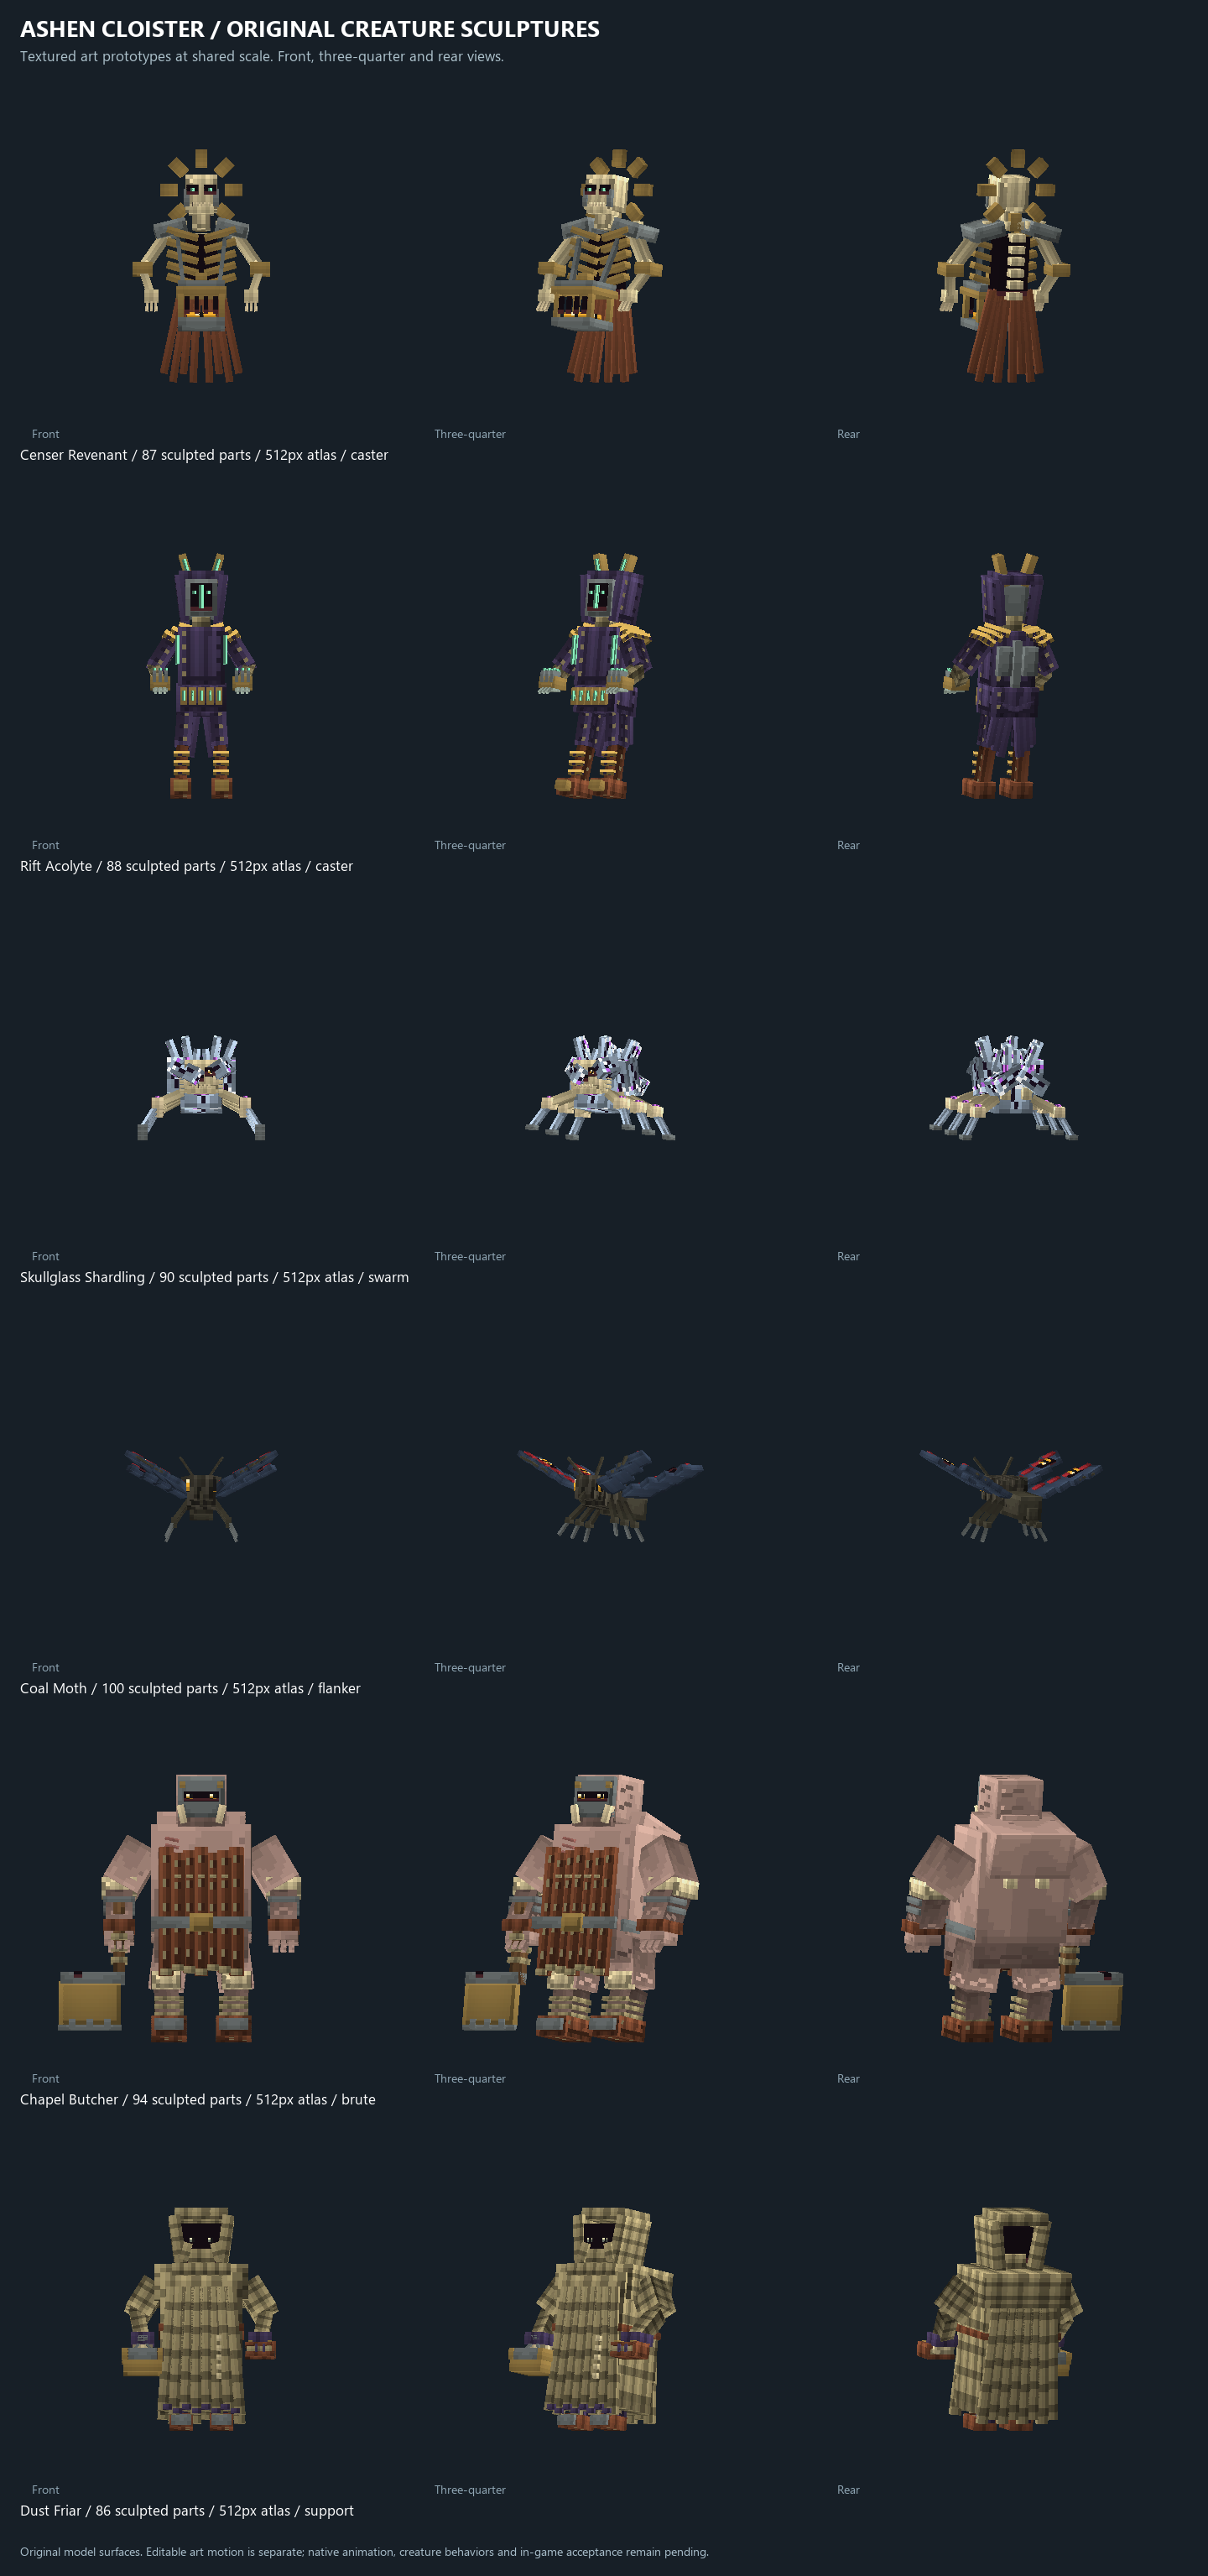 ASHEN CLOISTER / ORIGINAL CREATURE SCULPTURES
Textured art prototypes at shared scale. Front, three-quarter and rear views.
Front
Three-quarter
Rear
Censer Revenant / 87 sculpted parts / 512px atlas / caster
Front
Three-quarter
Rear
Rift Acolyte / 88 sculpted parts / 512px atlas / caster
Front
Three-quarter
Rear
Skullglass Shardling / 90 sculpted parts / 512px atlas / swarm
Front
Three-quarter
Rear
Coal Moth / 100 sculpted parts / 512px atlas / flanker
Front
Three-quarter
Rear
Chapel Butcher / 94 sculpted parts / 512px atlas / brute
Front
Three-quarter
Rear
Dust Friar / 86 sculpted parts / 512px atlas / support
Original model surfaces. Editable art motion is separate; native animation, creature behaviors and in-game acceptance remain pending.